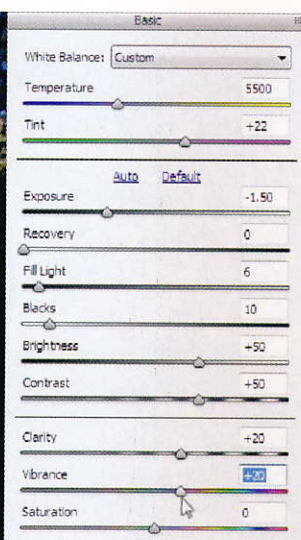 Basic
White Balance: Custom
Temperature 5500
Tint +22
Auto Default
Exposure -1.50
Recovery 0
Fill Light 6
Blacks 10
Brightness +50
Contrast +50
Clarity +20
Vibrance +20
Saturation 0